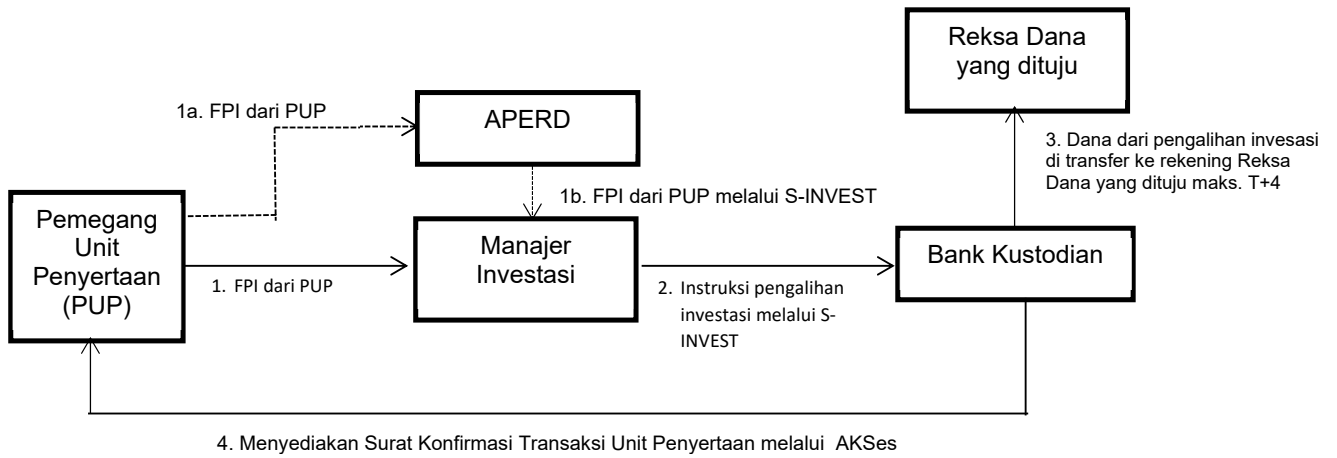 Reksa Dana
yang dituju
1a. FPI dari PUP
APERD
3. Dana dari pengalihan invesasi
di transfer ke rekening Reksa
Dana yang dituju maks. T+4
1b. FPI dari PUP melalui S-INVEST
Pemegang
Unit
Penyertaan
(PUP)
Manajer
Investasi
Bank Kustodian
1. FPI dari PUP
2. Instruksi pengalihan
investasi melalui S-
INVEST
4. Menyediakan Surat Konfirmasi Transaksi Unit Penyertaan melalui AKSes